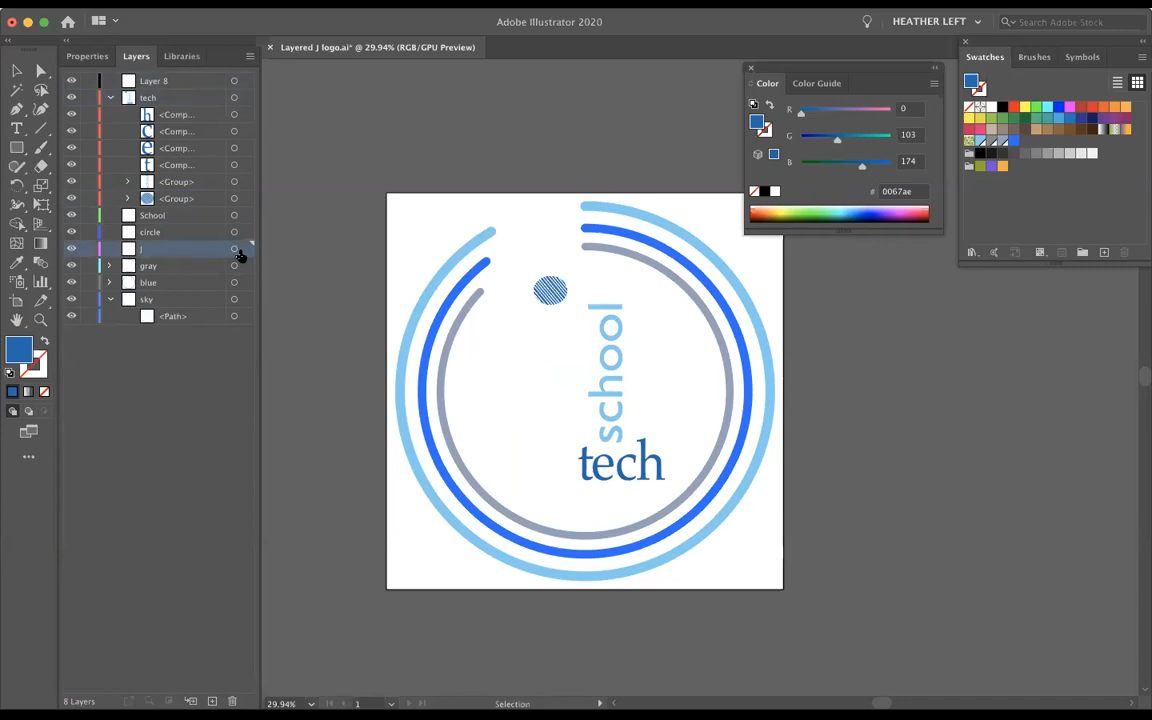 Adobe Illustrator 2020
HEATHER LEFT
Search Adobe Stock
Properties
Layers
Libraries
Layered J logo.ai* @ 29.94% (RGB/GPU Preview)
Layer 8
tech
h <Comp...
c <Comp...
e <Comp...
t <Comp...
<Group>
<Group>
School
circle
J
gray
blue
sky
<Path>
8 Layers
school
tech
Color
Color Guide
R 0
G 103
B 174
# 0067ae
Swatches
Brushes
Symbols
29.94%
1
Selection